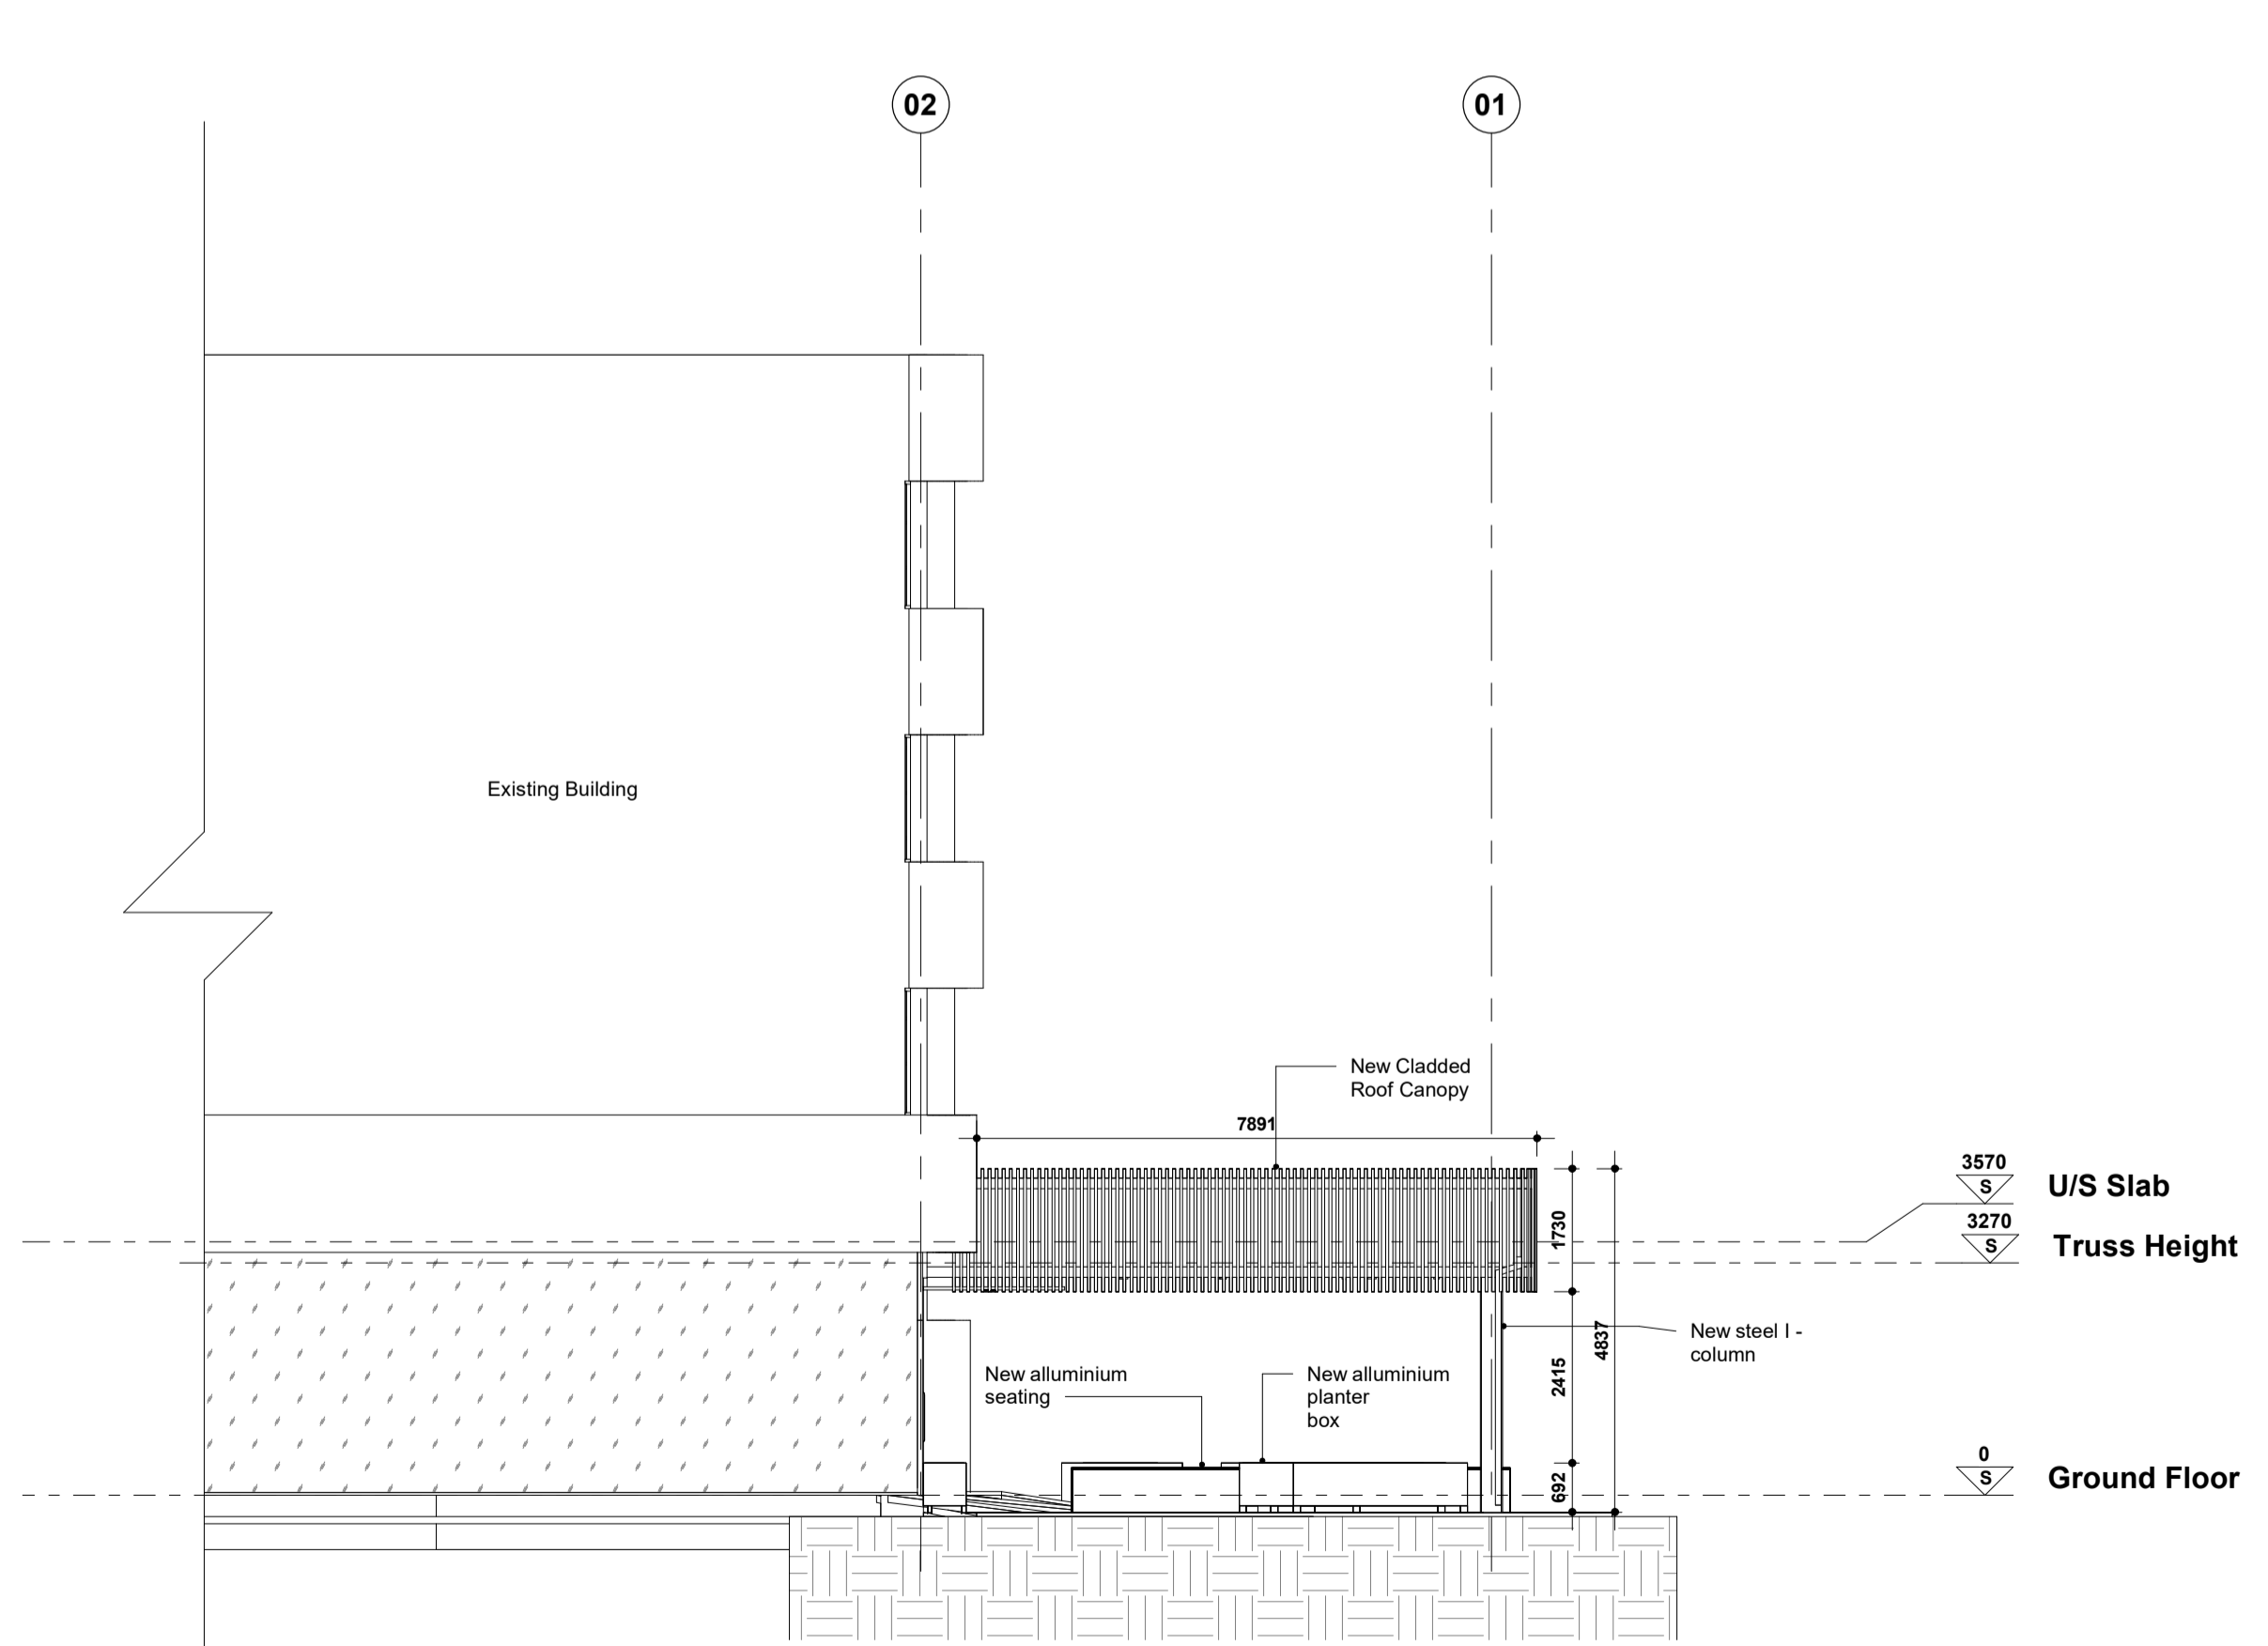 02
01
Existing Building
New Cladded
Roof Canopy
7891
3570
S
U/S Slab
3270
S
Truss Height
1730
4837
New steel I -
column
2415
New alluminium
seating
New alluminium
planter
box
692
0
S
Ground Floor